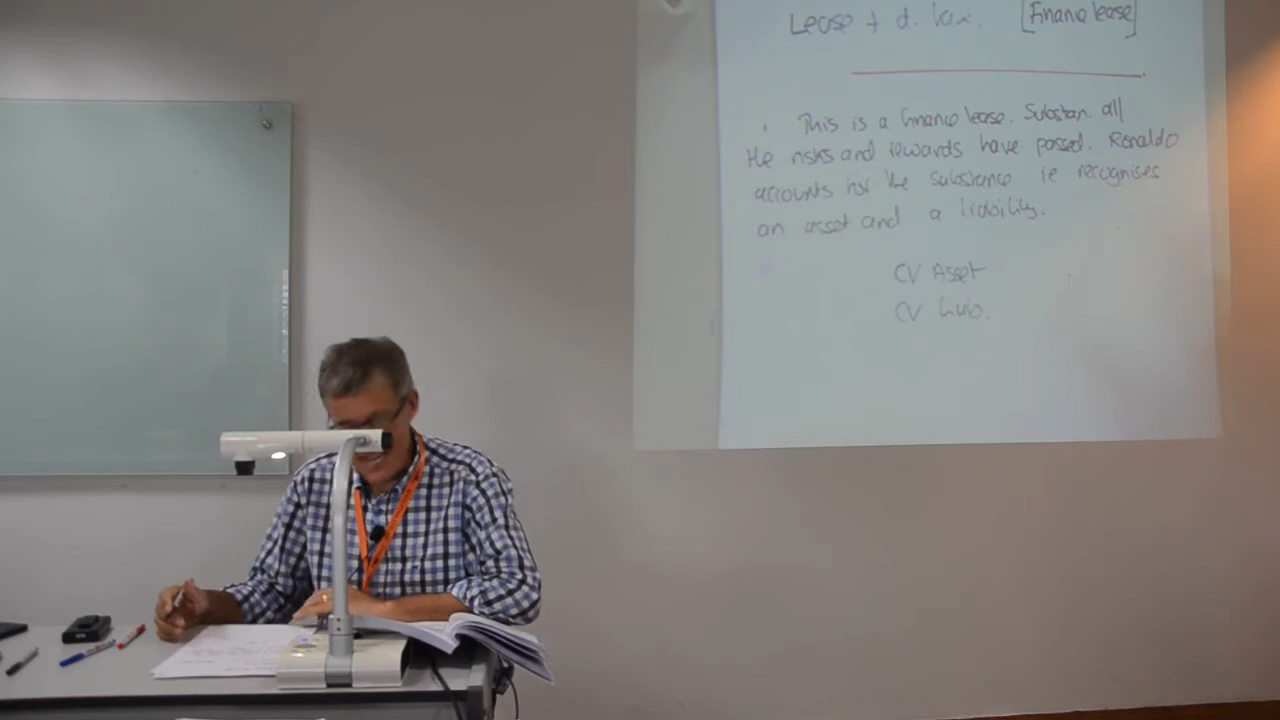 Lease + d. tax. [Finance lease]
This is a finance lease. Substan. all
the risks and rewards have passed. Ronaldo
accounts for the substance ie recognises
an asset and a liability.
CV Asset
CV Liab.